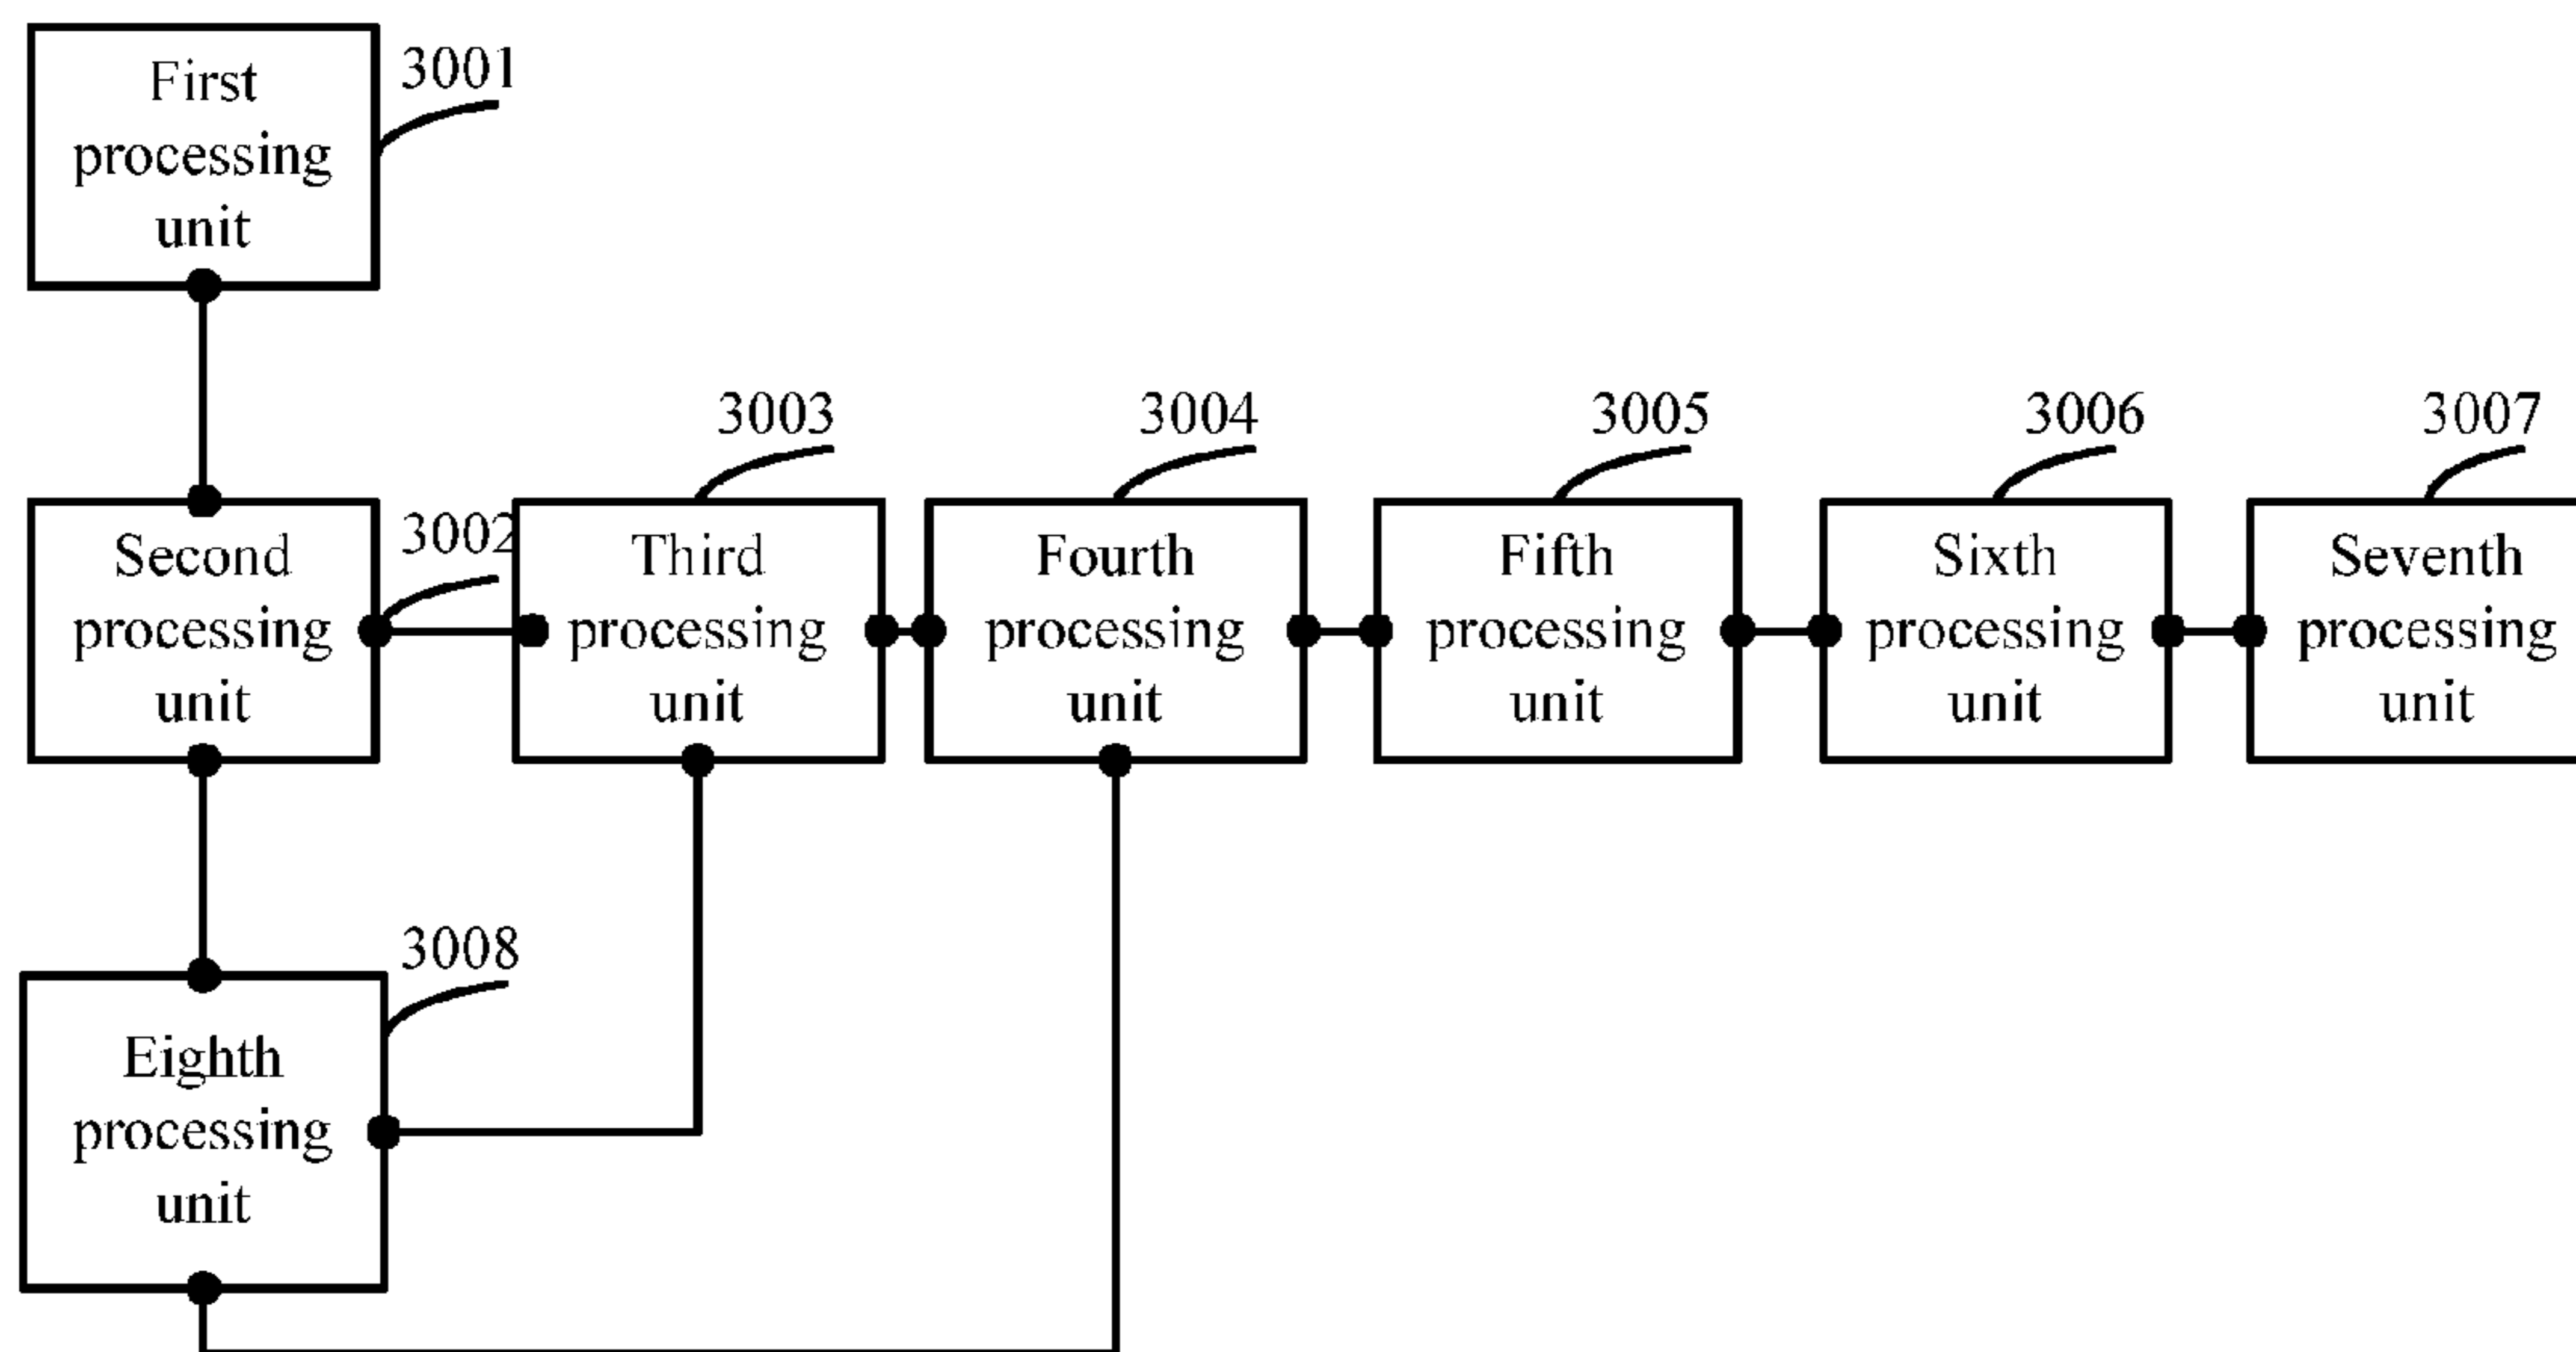 First
processing
unit
3001
3003
3004
3005
3006
3007
Second
processing
unit
3002
Third
processing
unit
Fourth
processing
unit
Fifth
processing
unit
Sixth
processing
unit
Seventh
processing
unit
3008
Eighth
processing
unit